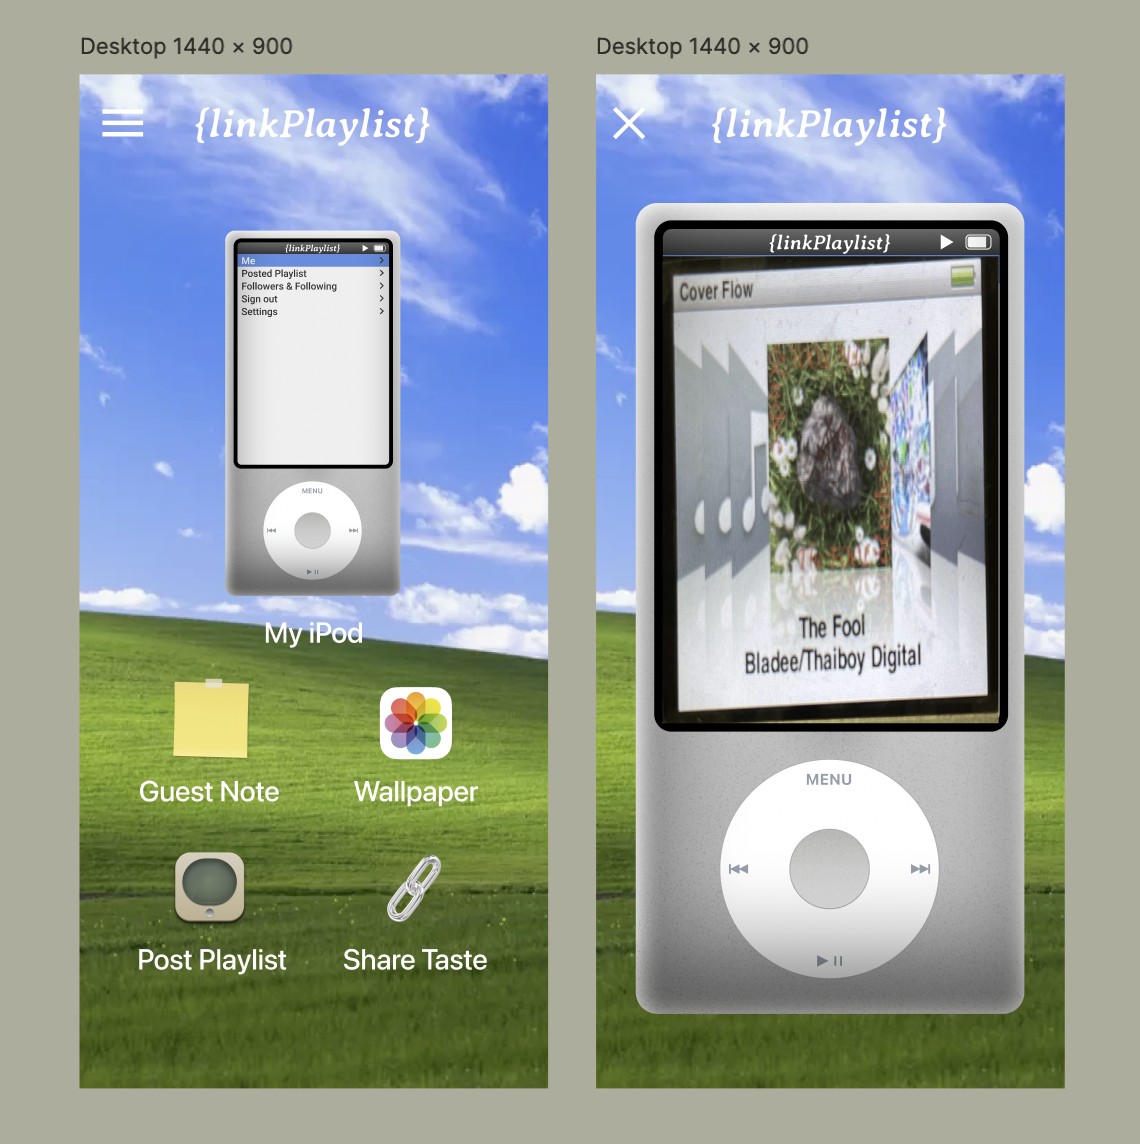 Desktop 1440 × 900
{linkPlaylist}
{linkPlaylist}
Me
Posted Playlist
Followers & Following
Sign out
Settings
MENU
My iPod
Guest Note
Wallpaper
Post Playlist
Share Taste
Desktop 1440 × 900
{linkPlaylist}
{linkPlaylist}
Cover Flow
The Fool
Bladee/Thaiboy Digital
MENU